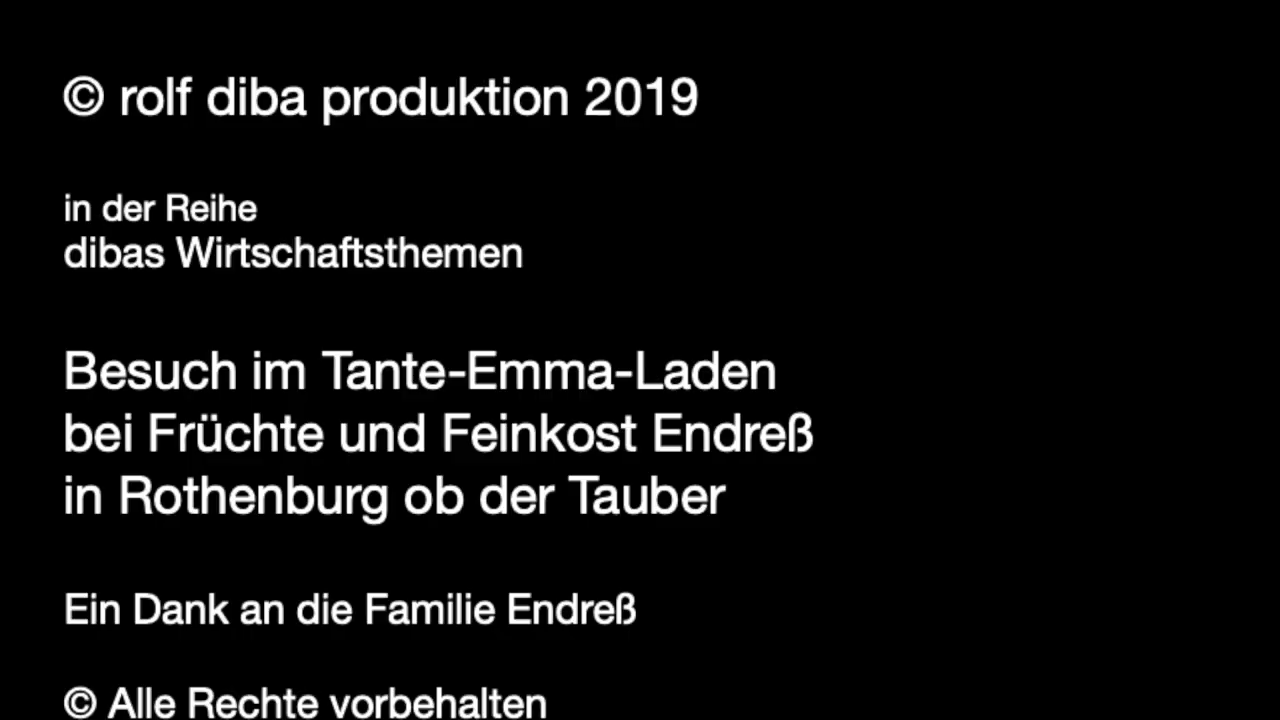 © rolf diba produktion 2019
in der Reihe
dibas Wirtschaftsthemen
Besuch im Tante-Emma-Laden
bei Früchte und Feinkost Endreß
in Rothenburg ob der Tauber
Ein Dank an die Familie Endreß
© Alle Rechte vorbehalten